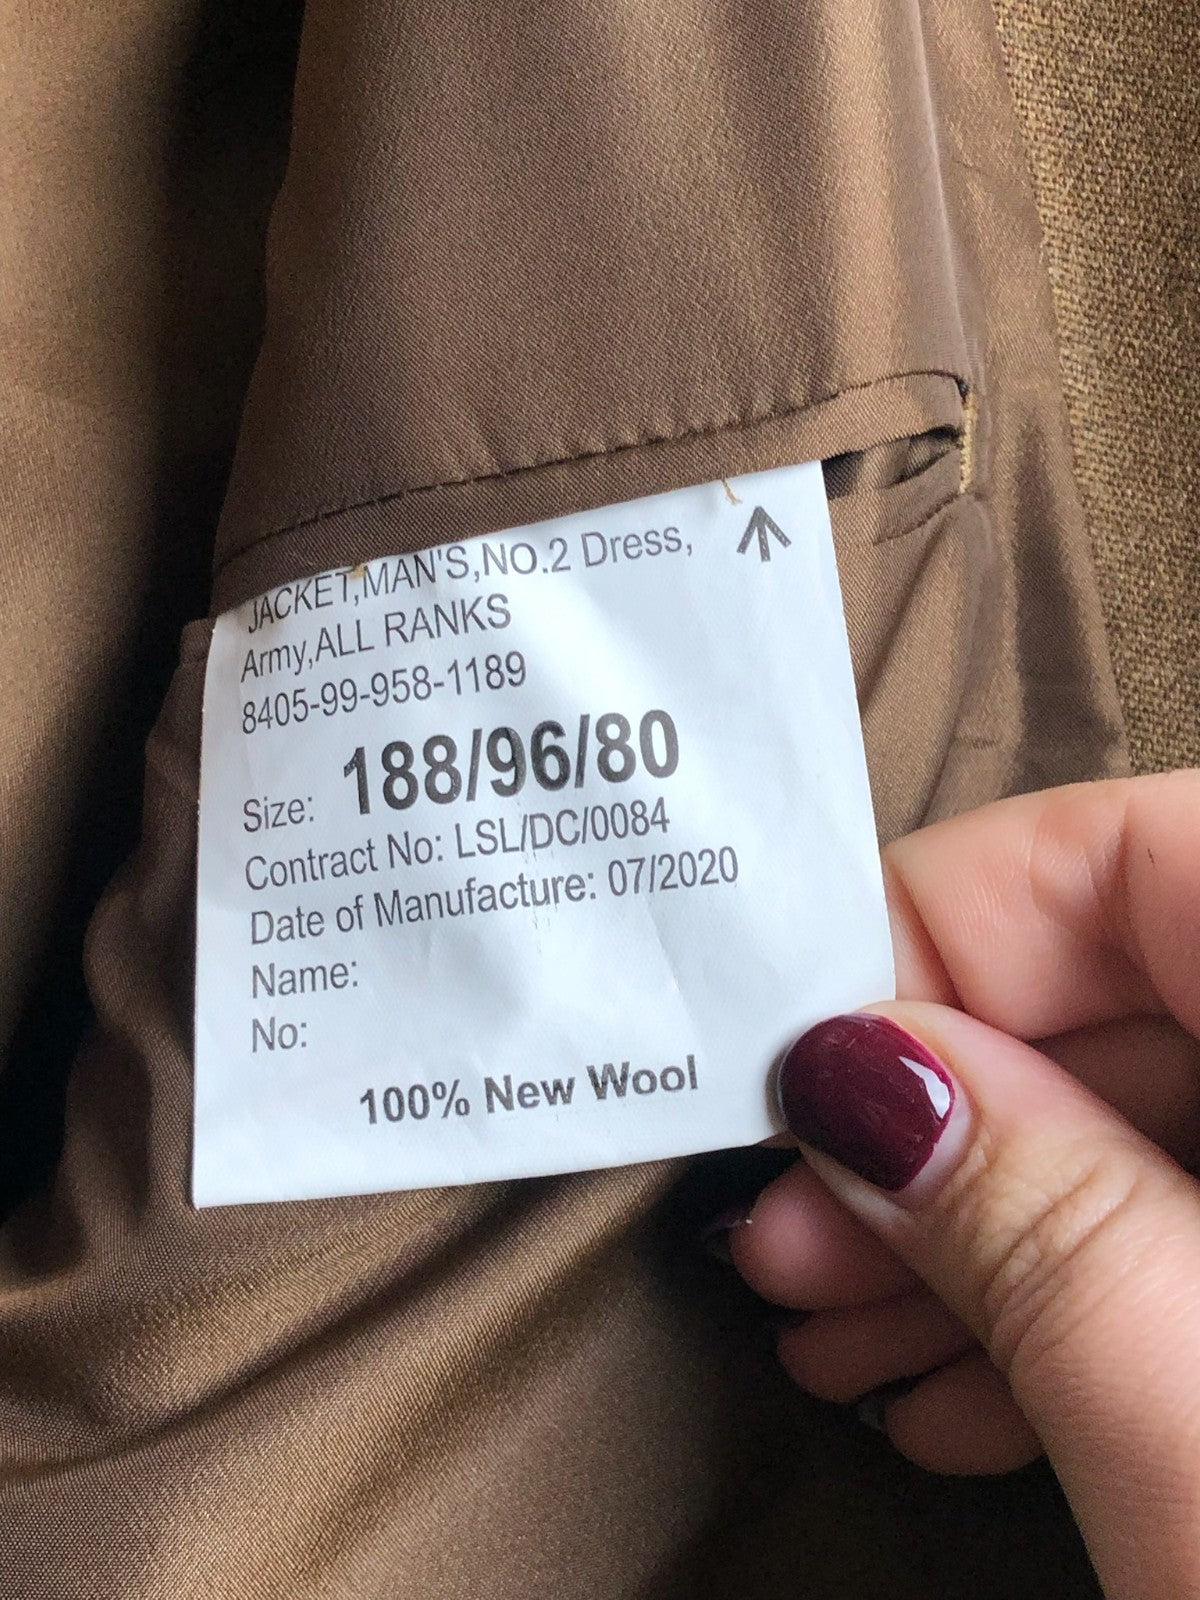 JACKET,MAN'S,NO.2 Dress,
Army,ALL RANKS
8405-99-958-1189
Size: 188/96/80
Contract No: LSL/DC/0084
Date of Manufacture: 07/2020
Name:
No:
100% New Wool